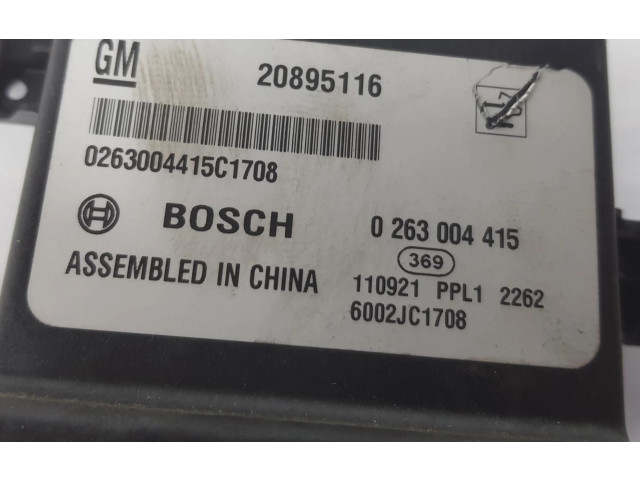 GM 20895116
0263004415C1708
BOSCH 0 263 004 415
369
ASSEMBLED IN CHINA 110921 PPL1 2262
6002JC1708